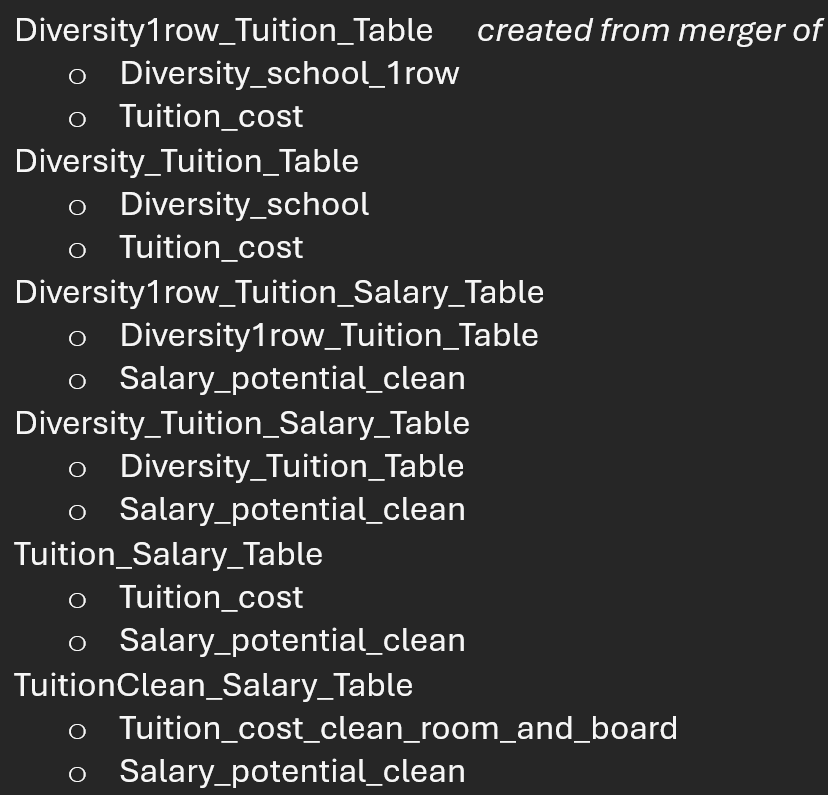 Diversity1row_Tuition_Table created from merger of
○ Diversity_school_1row
○ Tuition_cost
Diversity_Tuition_Table
○ Diversity_school
○ Tuition_cost
Diversity1row_Tuition_Salary_Table
○ Diversity1row_Tuition_Table
○ Salary_potential_clean
Diversity_Tuition_Salary_Table
○ Diversity_Tuition_Table
○ Salary_potential_clean
Tuition_Salary_Table
○ Tuition_cost
○ Salary_potential_clean
TuitionClean_Salary_Table
○ Tuition_cost_clean_room_and_board
○ Salary_potential_clean